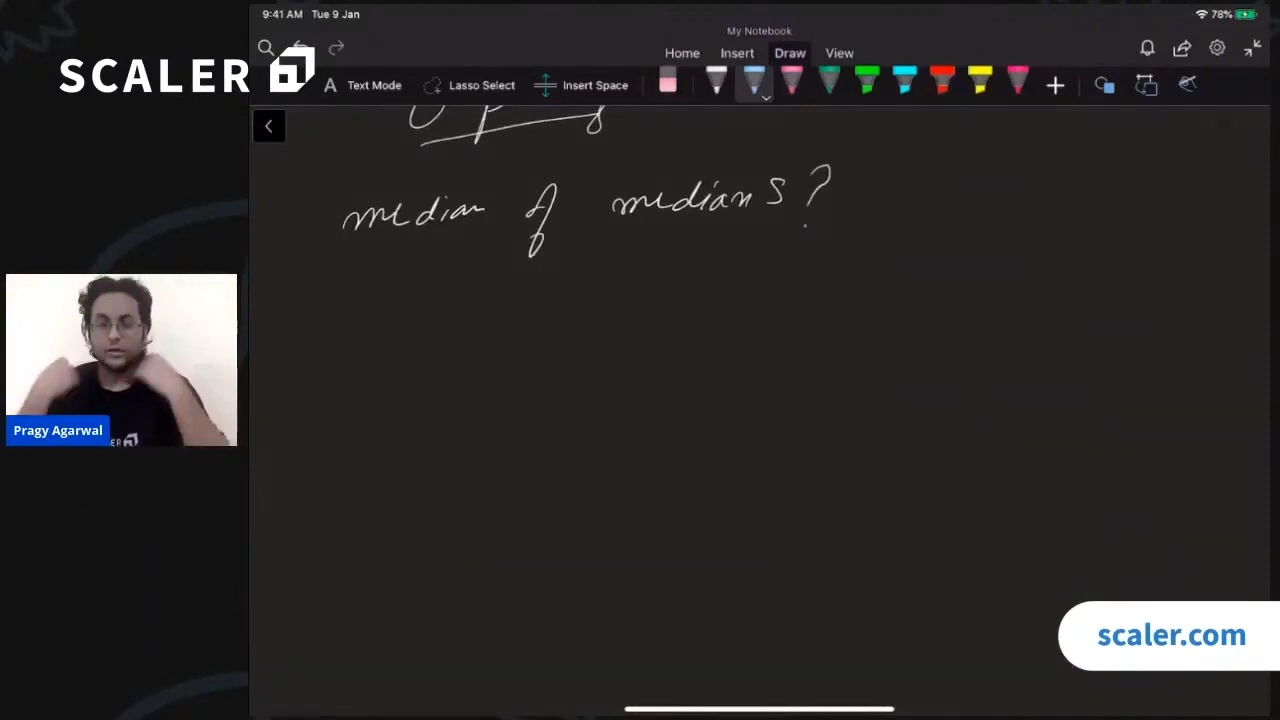 9:41 AM Tue 9 Jan
78%
My Notebook
Home Insert Draw View
SCALER
A Text Mode Lasso Select Insert Space
median of medians?
Pragy Agarwal
ER
scaler.com